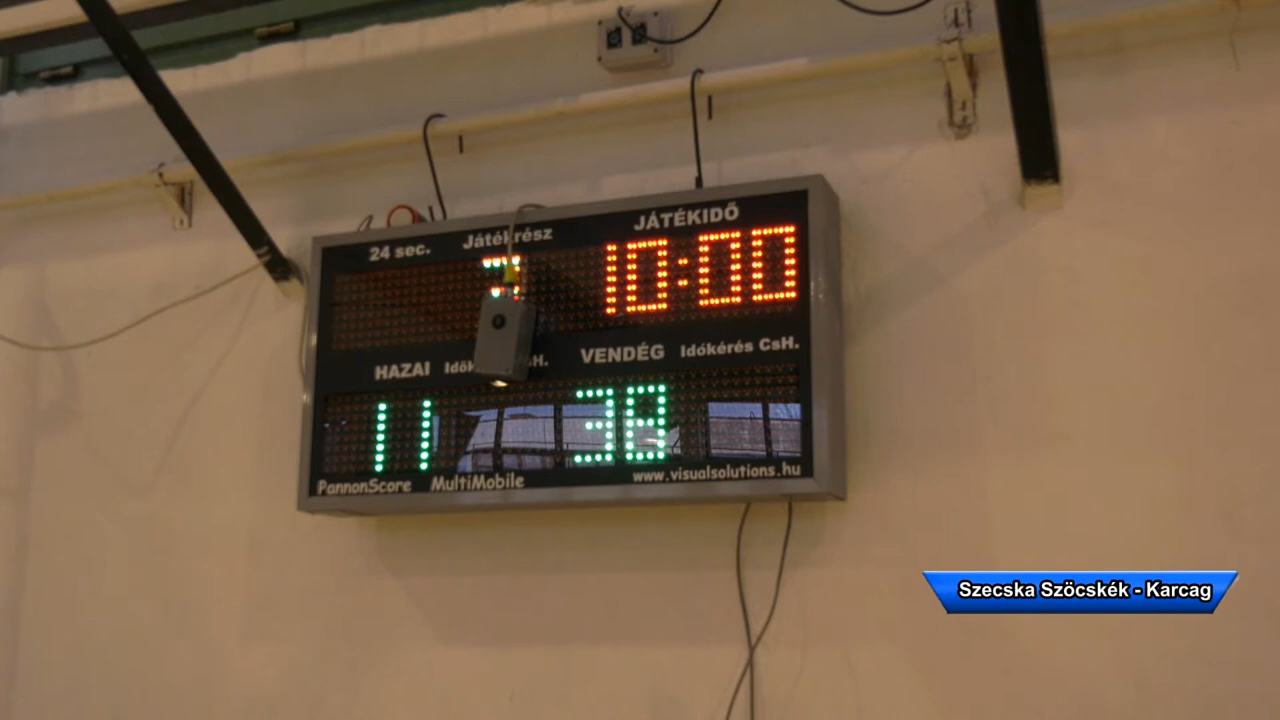 24 sec. Játékrész JÁTÉKIDŐ
10:00
HAZAI VENDÉG Időkérés CsH.
11 38
PannonScore MultiMobile www.visualsolutions.hu
Szecska Szöcskék - Karcag